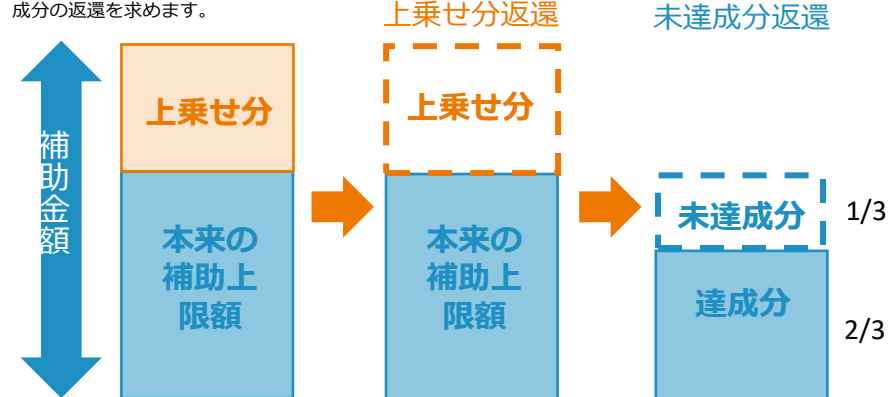 成分の返還を求めます。
上乗せ分返還
未達成分返還
補助金額
上乗せ分
本来の
補助上
限額
上乗せ分
本来の
補助上
限額
未達成分
1/3
達成分
2/3